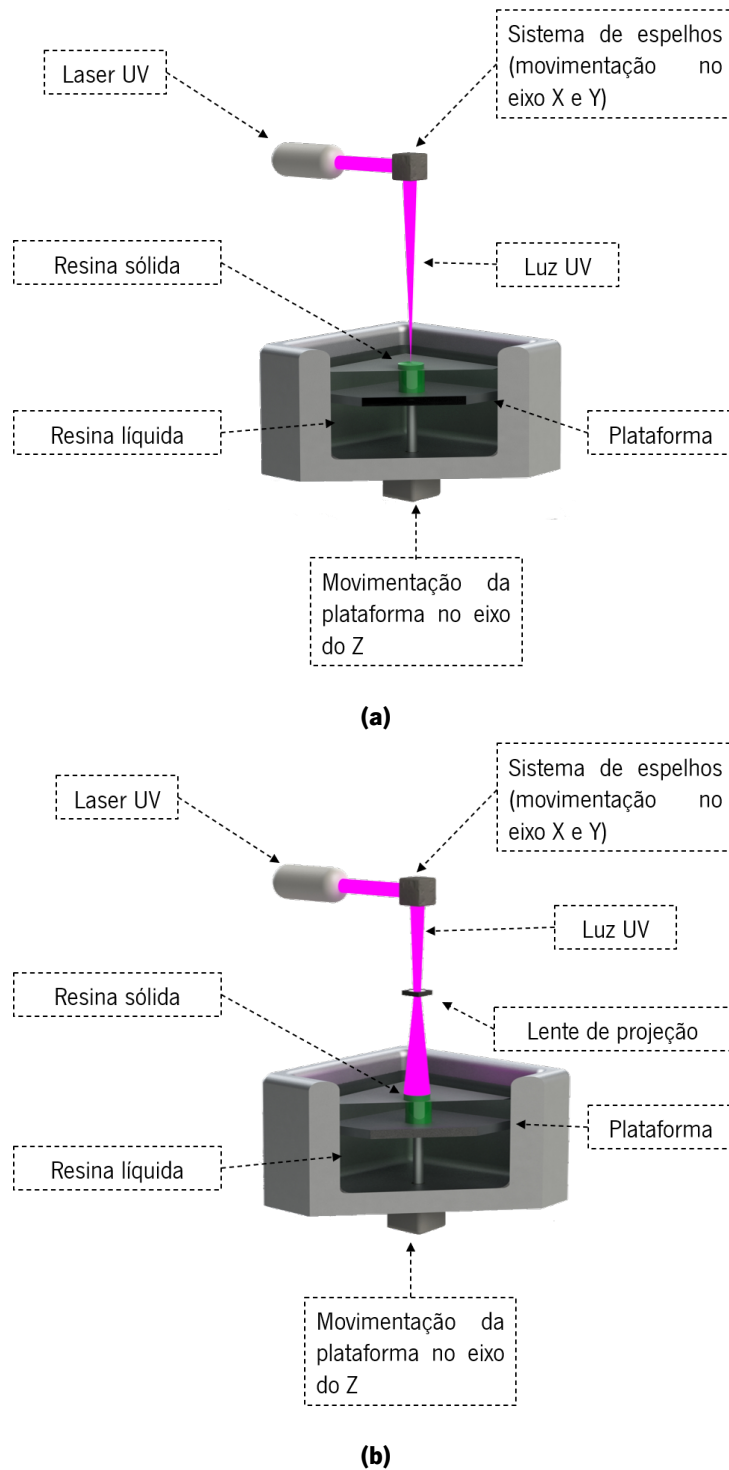 Sistema de espelhos
(movimentação no
eixo X e Y)
Laser UV
Resina sólida
Luz UV
Resina líquida
Plataforma
Movimentação da
plataforma no eixo
do Z
(a)
Sistema de espelhos
(movimentação no
eixo X e Y)
Laser UV
Luz UV
Resina sólida
Lente de projeção
Plataforma
Resina líquida
Movimentação da
plataforma no eixo
do Z
(b)